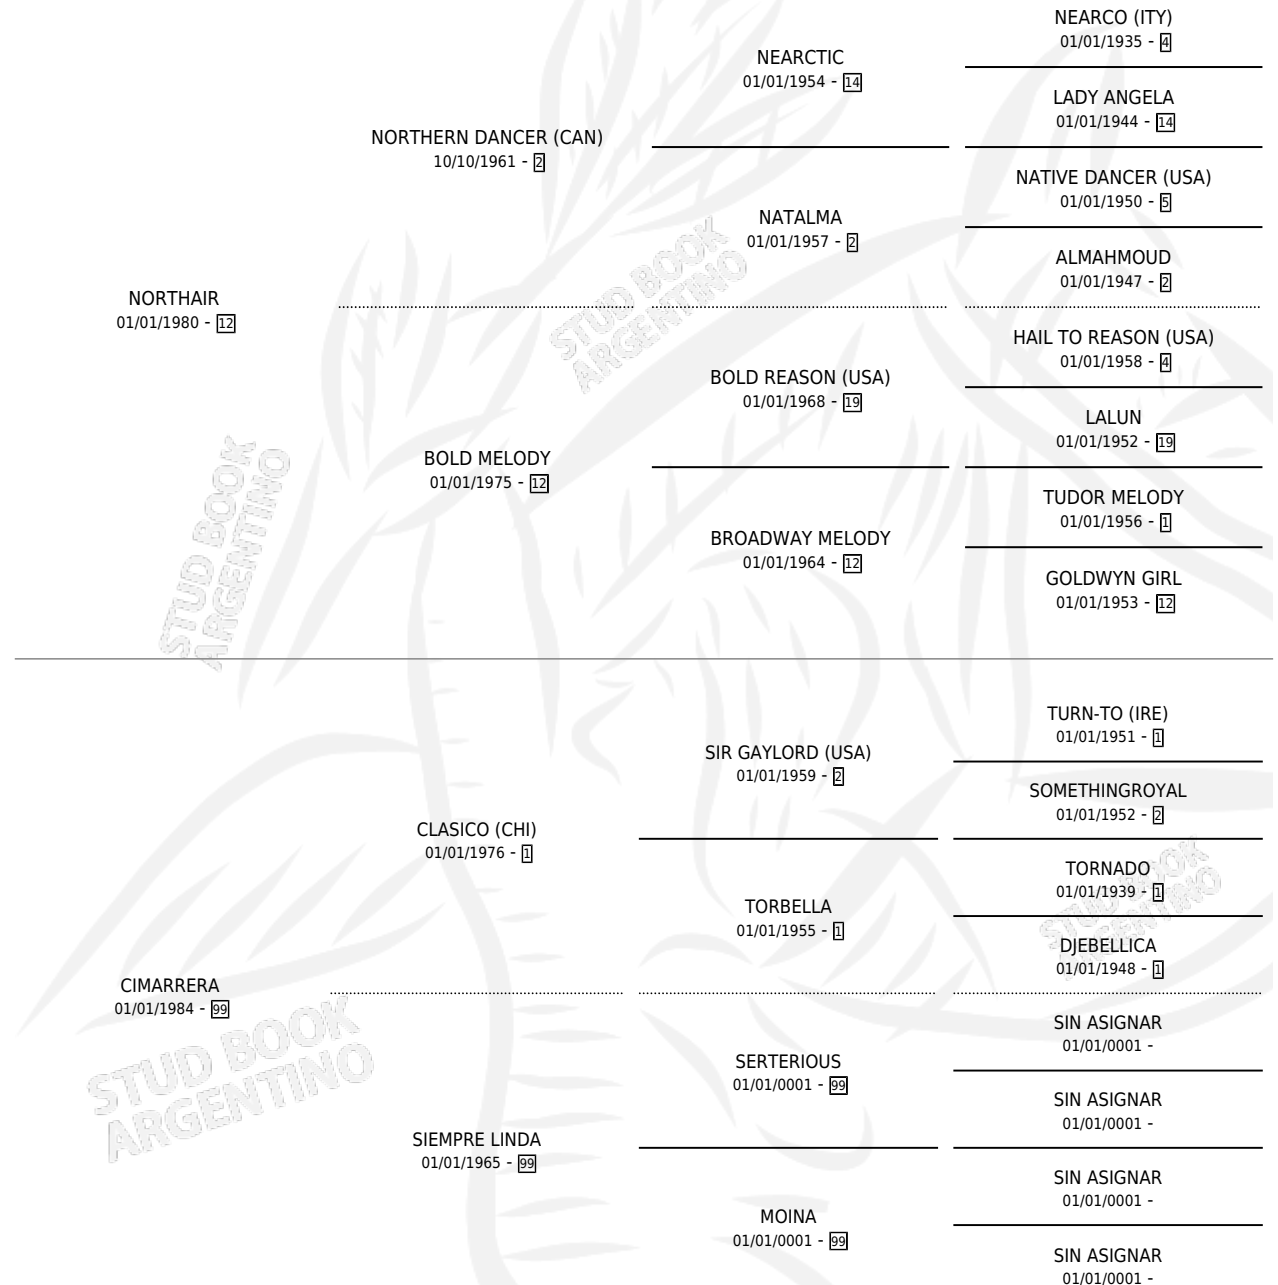 NEARCO (ITY)
01/01/1935 - 4
NEARCTIC
01/01/1954 - 14
LADY ANGELA
01/01/1944 - 14
NORTHERN DANCER (CAN)
10/10/1961 - 2
NATIVE DANCER (USA)
01/01/1950 - 5
NATALMA
01/01/1957 - 2
ALMAHMOUD
01/01/1947 - 2
NORTHAIR
01/01/1980 - 12
HAIL TO REASON (USA)
01/01/1958 - 4
BOLD REASON (USA)
01/01/1968 - 19
LALUN
01/01/1952 - 19
BOLD MELODY
01/01/1975 - 12
TUDOR MELODY
01/01/1956 - 1
BROADWAY MELODY
01/01/1964 - 12
GOLDWYN GIRL
01/01/1953 - 12
TURN-TO (IRE)
01/01/1951 - 1
SIR GAYLORD (USA)
01/01/1959 - 2
SOMETHINGROYAL
01/01/1952 - 2
CLASICO (CHI)
01/01/1976 - 1
TORNADO
01/01/1939 - 1
TORBELLA
01/01/1955 - 1
DJEBELLICA
01/01/1948 - 1
CIMARRERA
01/01/1984 - 99
SIN ASIGNAR
01/01/0001 -
SERTERIOUS
01/01/0001 - 99
SIN ASIGNAR
01/01/0001 -
SIEMPRE LINDA
01/01/1965 - 99
SIN ASIGNAR
01/01/0001 -
MOINA
01/01/0001 - 99
SIN ASIGNAR
01/01/0001 -
STUD BOOK
ARGENTINO
STUD BOOK
ARGENTINO
STUD BOOK
ARGENTINO
STUD BOOK
ARGENTINO